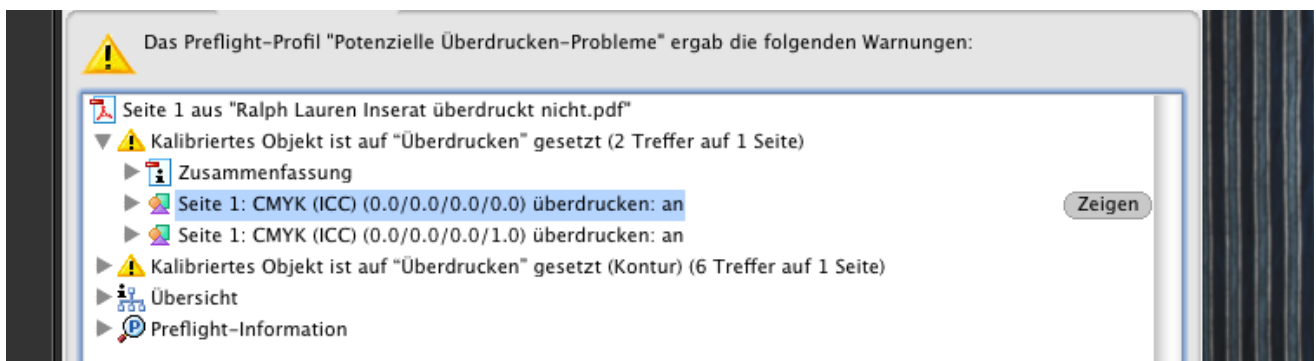 Das Preflight-Profil "Potenzielle Überdrucken-Probleme" ergab die folgenden Warnungen:
Seite 1 aus "Ralph Lauren Inserat überdruckt nicht.pdf"
Kalibriertes Objekt ist auf “Überdrucken” gesetzt (2 Treffer auf 1 Seite)
Zusammenfassung
Seite 1: CMYK (ICC) (0.0/0.0/0.0/0.0) überdrucken: an Zeigen
Seite 1: CMYK (ICC) (0.0/0.0/0.0/1.0) überdrucken: an
Kalibriertes Objekt ist auf “Überdrucken” gesetzt (Kontur) (6 Treffer auf 1 Seite)
Übersicht
Preflight-Information